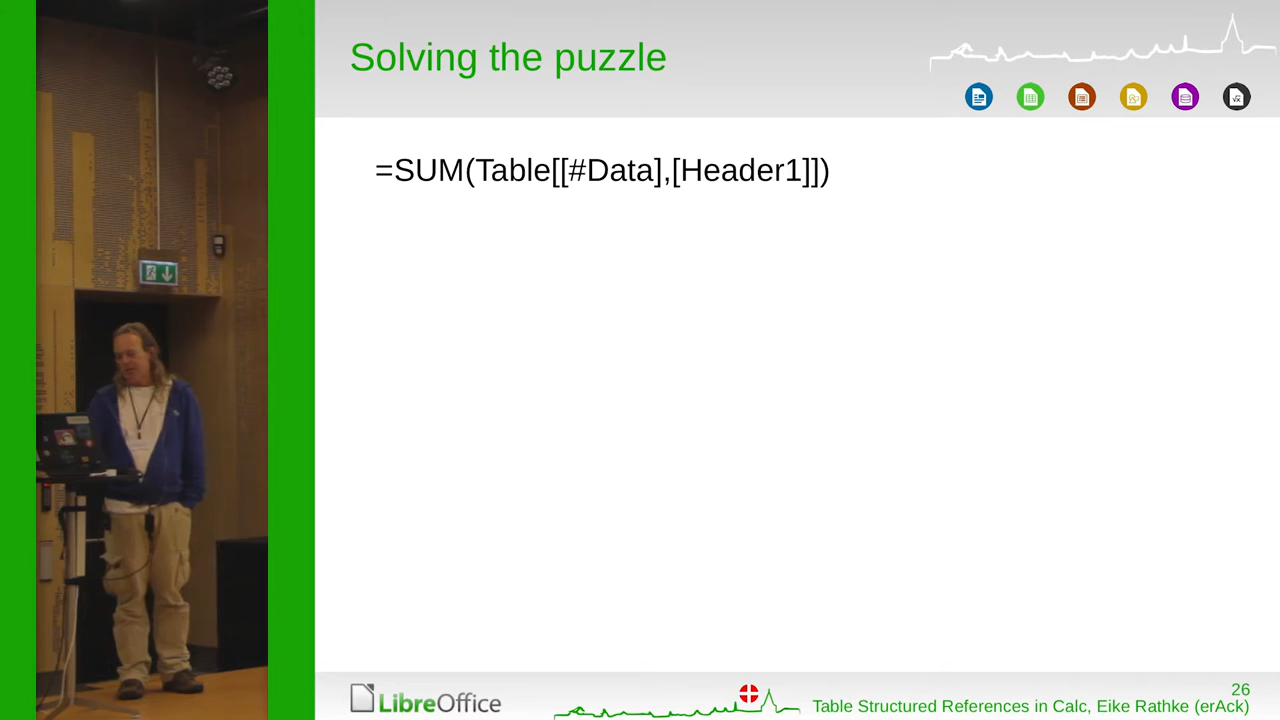 Solving the puzzle
=SUM(Table[[#Data],[Header1]])
LibreOffice
26
Table Structured References in Calc, Eike Rathke (erAck)